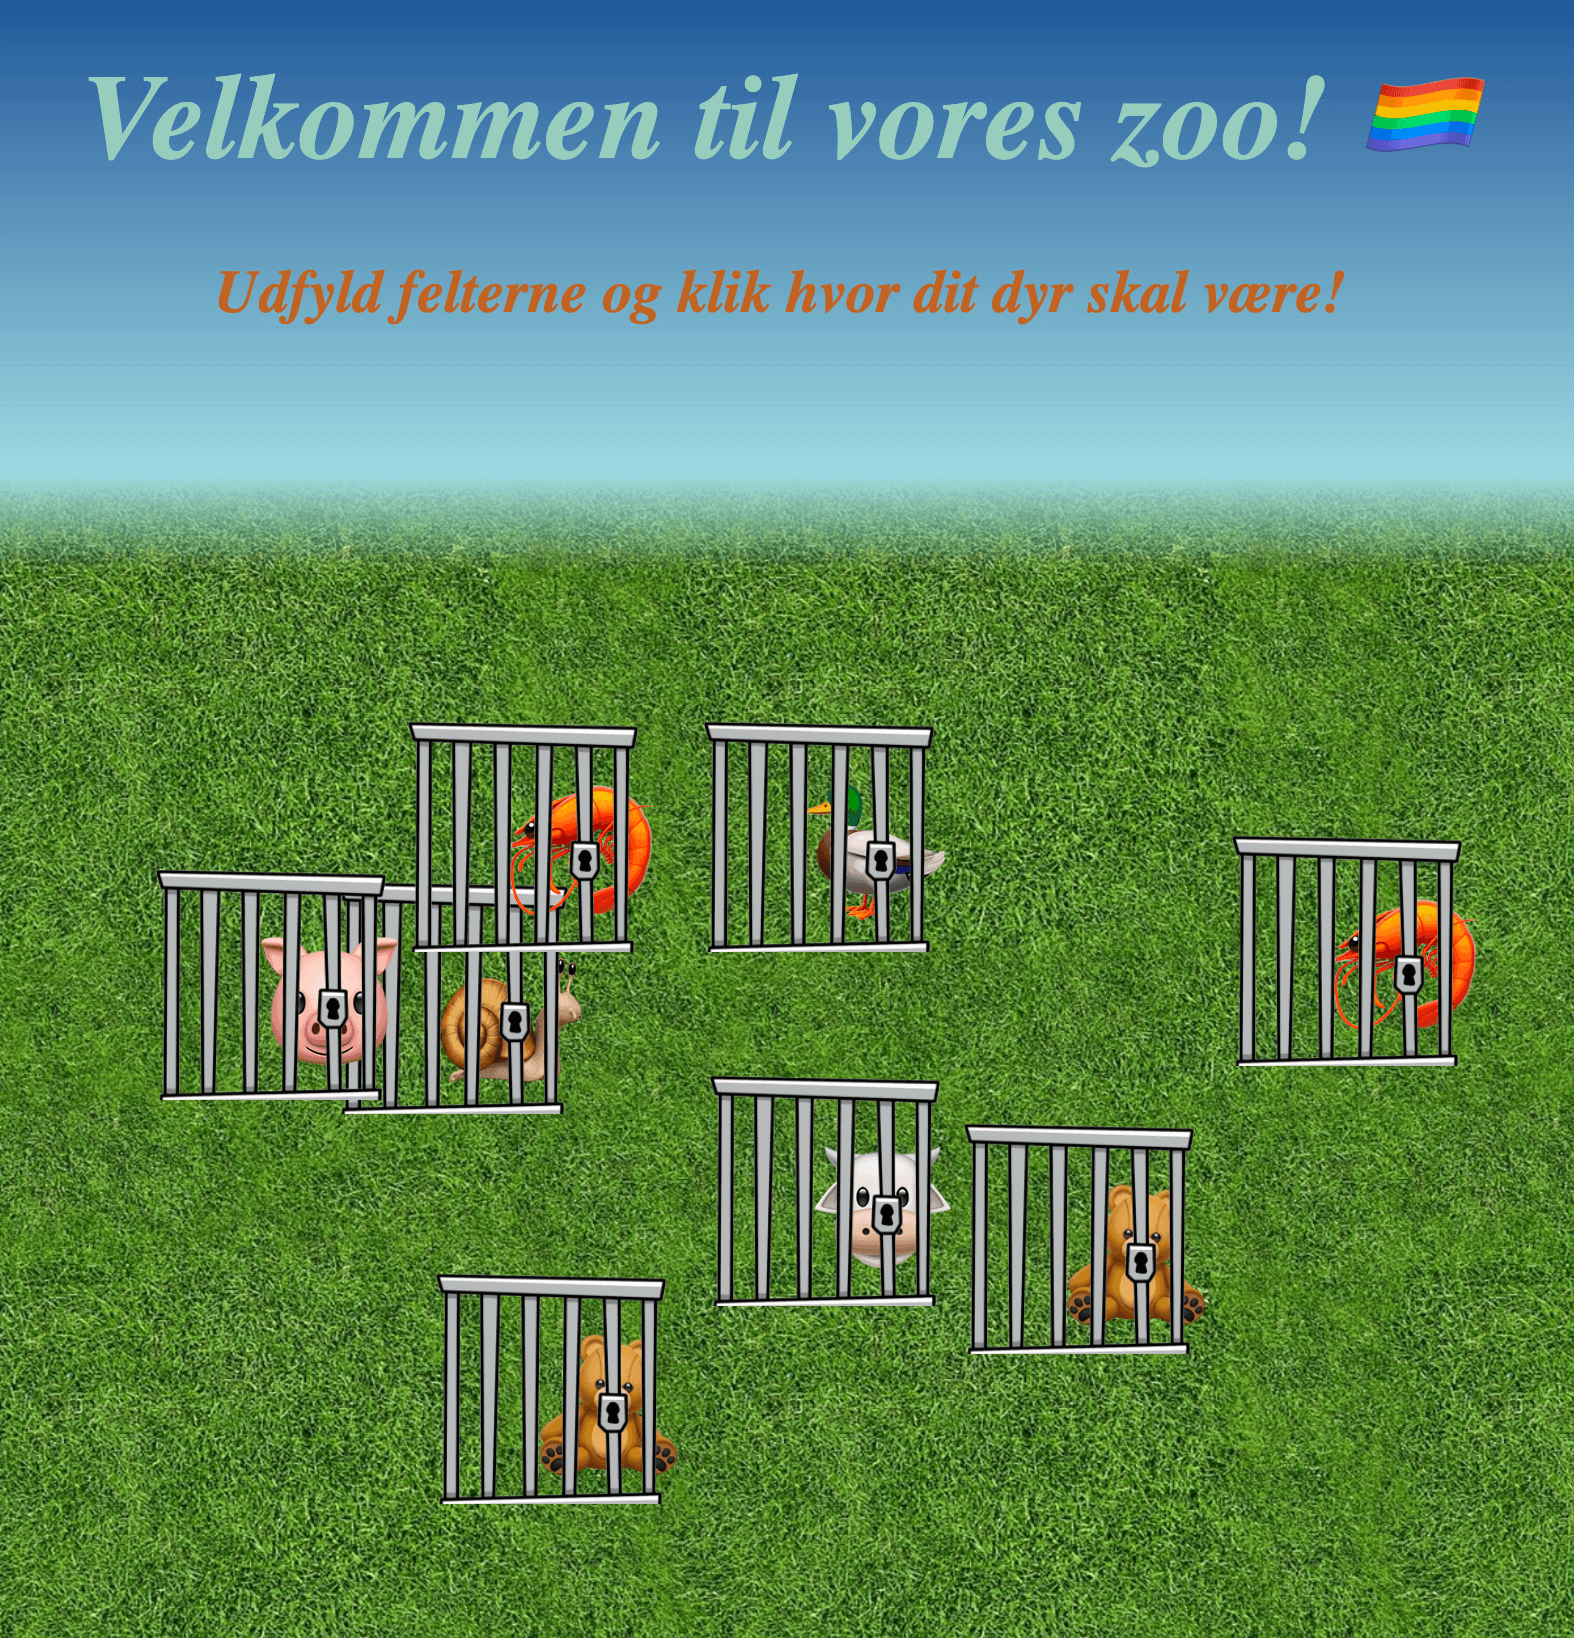 Velkommen til vores zoo! 🏳️‍🌈
Udfyld felterne og klik hvor dit dyr skal være!